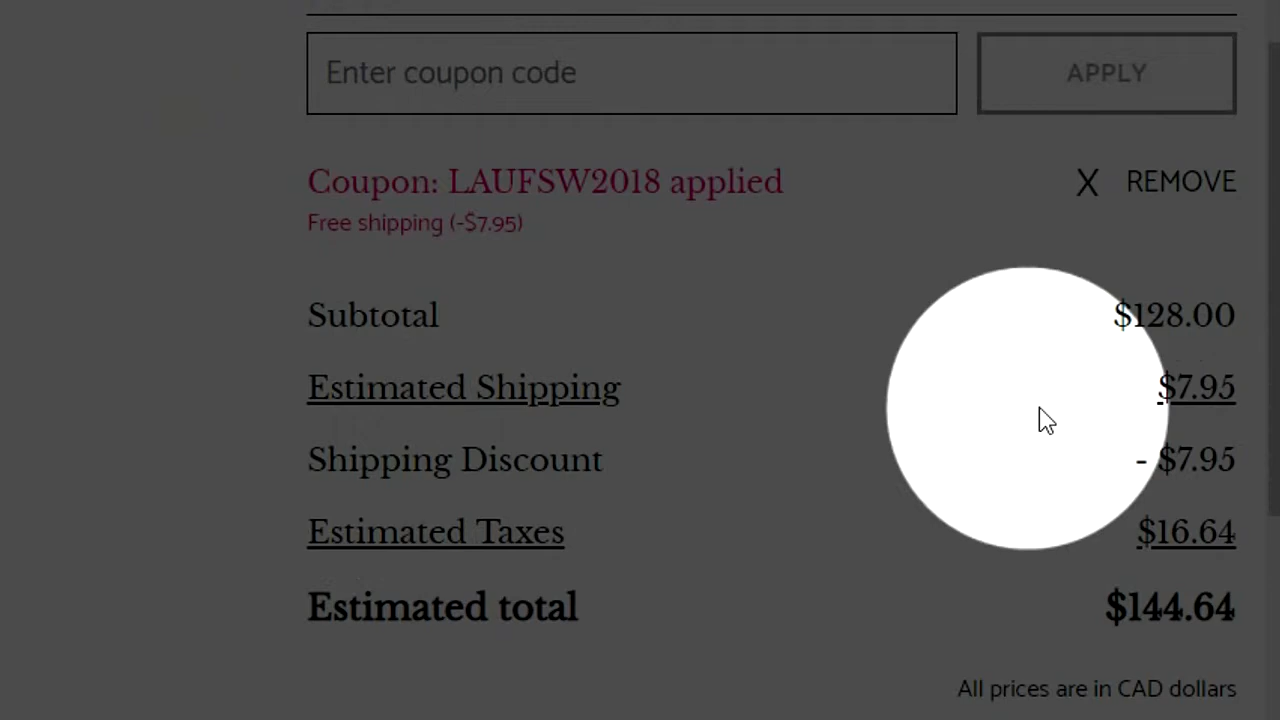 Enter coupon code APPLY
Coupon: LAUFSW2018 applied X REMOVE
Free shipping (-$7.95)
Subtotal $128.00
Estimated Shipping $7.95
Shipping Discount - $7.95
Estimated Taxes $16.64
Estimated total $144.64
All prices are in CAD dollars